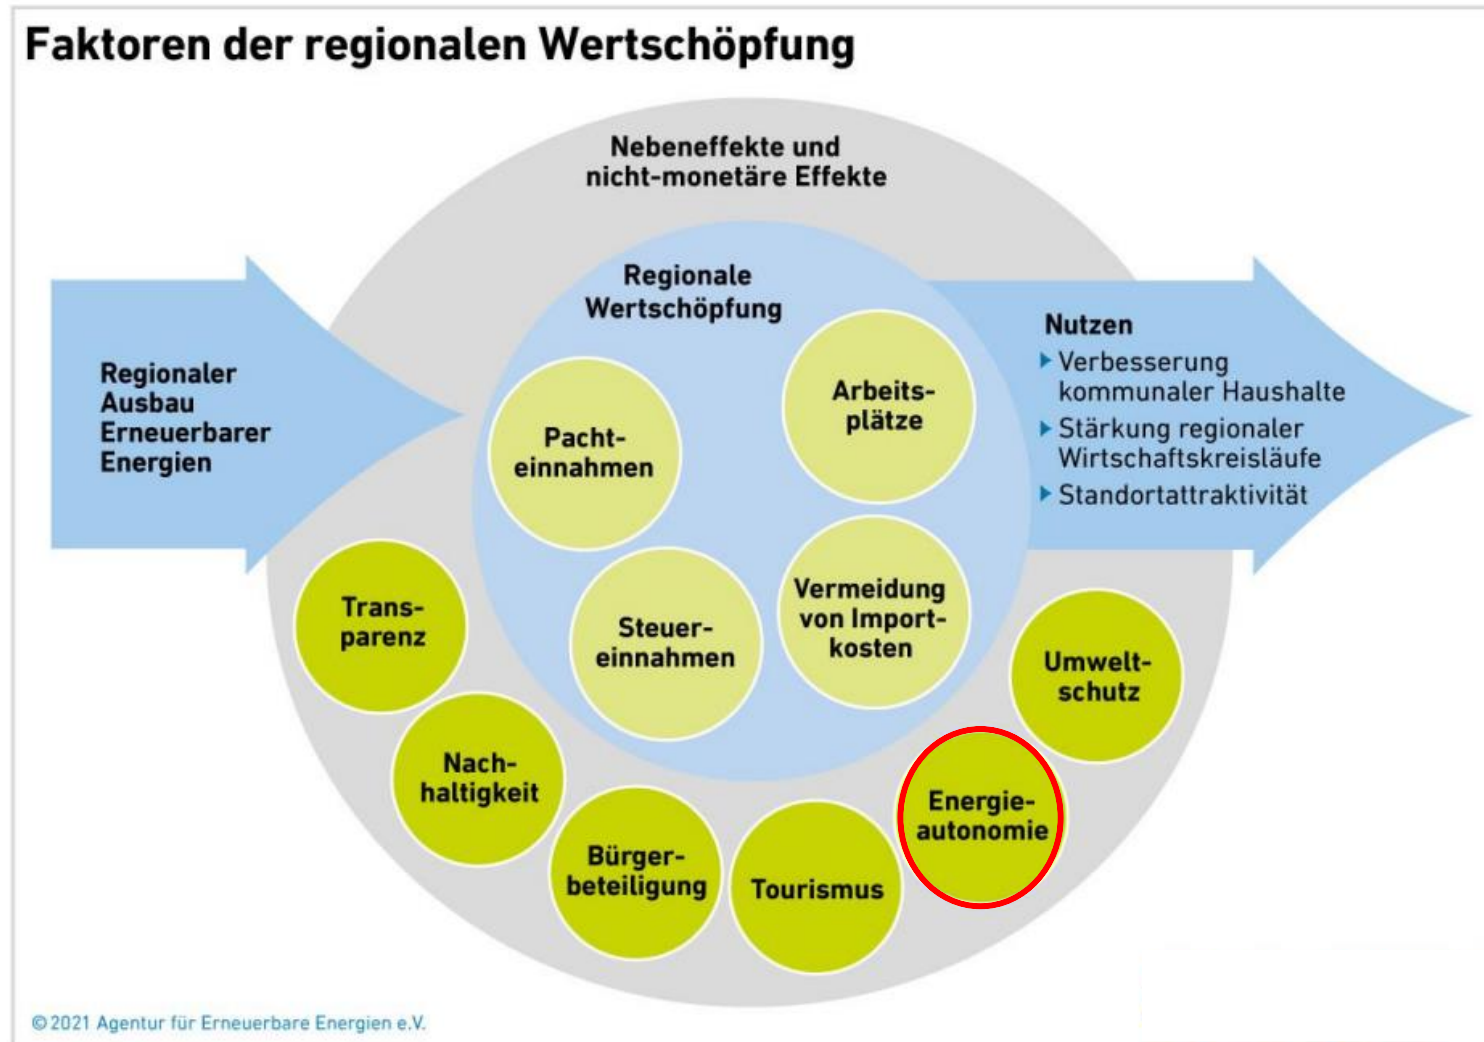 Faktoren der regionalen Wertschöpfung
Nebeneffekte und
nicht-monetäre Effekte
Regionaler
Ausbau
Erneuerbarer
Energien
Regionale
Wertschöpfung
Pacht-
einnahmen
Arbeits-
plätze
Steuer-
einnahmen
Vermeidung
von Import-
kosten
Nutzen
Verbesserung
kommunaler Haushalte
Stärkung regionaler
Wirtschaftskreisläufe
Standortattraktivität
Trans-
parenz
Nach-
haltigkeit
Bürger-
beteiligung
Tourismus
Energie-
autonomie
Umwelt-
schutz
© 2021 Agentur für Erneuerbare Energien e.V.